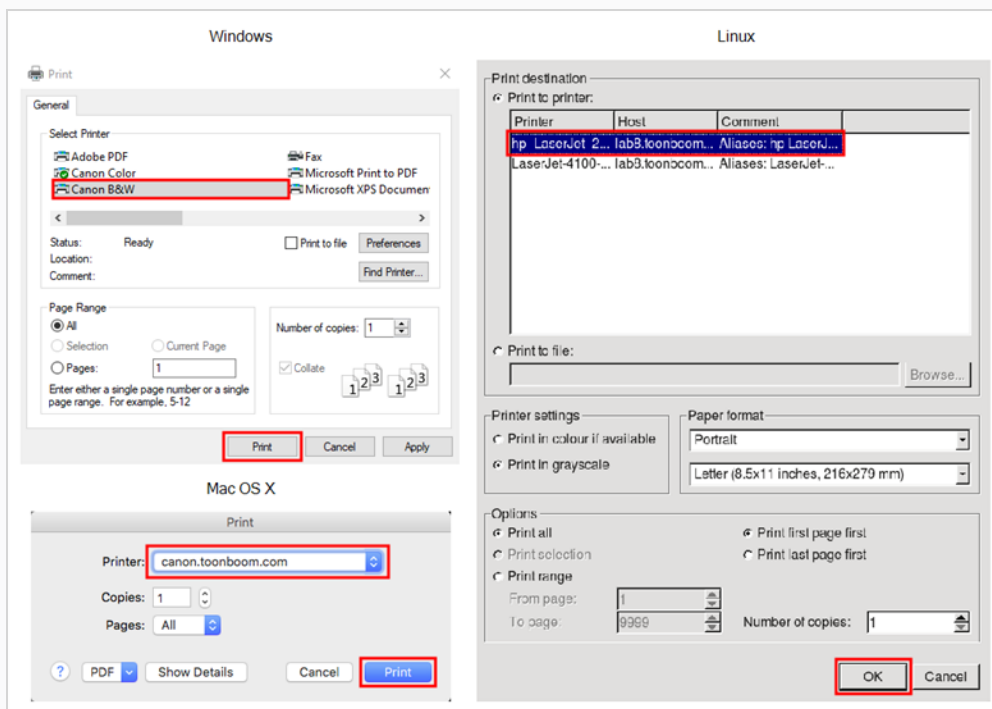 Windows
Print
General
Select Printer
Adobe PDF
Fax
Canon Color
Microsoft Print to PDF
Canon B&W
Microsoft XPS Documen
Status: Ready
Print to file
Preferences
Location:
Comment:
Find Printer...
Page Range
All
Selection
Current Page
Pages: 1
Enter either a single page number or a single
page range. For example, 5-12
Number of copies: 1
Collate
1 2 3 1 2 3
Print Cancel Apply
Mac OS X
Print
Printer: canon.toonboom.com
Copies: 1
Pages: All
? PDF Show Details Cancel Print
Linux
Print destination
Print to printer:
Printer Host Comment
hp LaserJet 2... lab8.toonboom... Aliases: hp LaserJ...
LaserJet-4100-... lab8.toonboom... Aliases: LaserJet-...
Print to file:
Browse...
Printer settings
Print in colour if available
Print in grayscale
Paper format
Portrait
Letter (8.5x11 inches, 216x279 mm)
Options
Print all
Print selection
Print range
From page: 1
To page: 9999
Print first page first
Print last page first
Number of copies: 1
OK Cancel